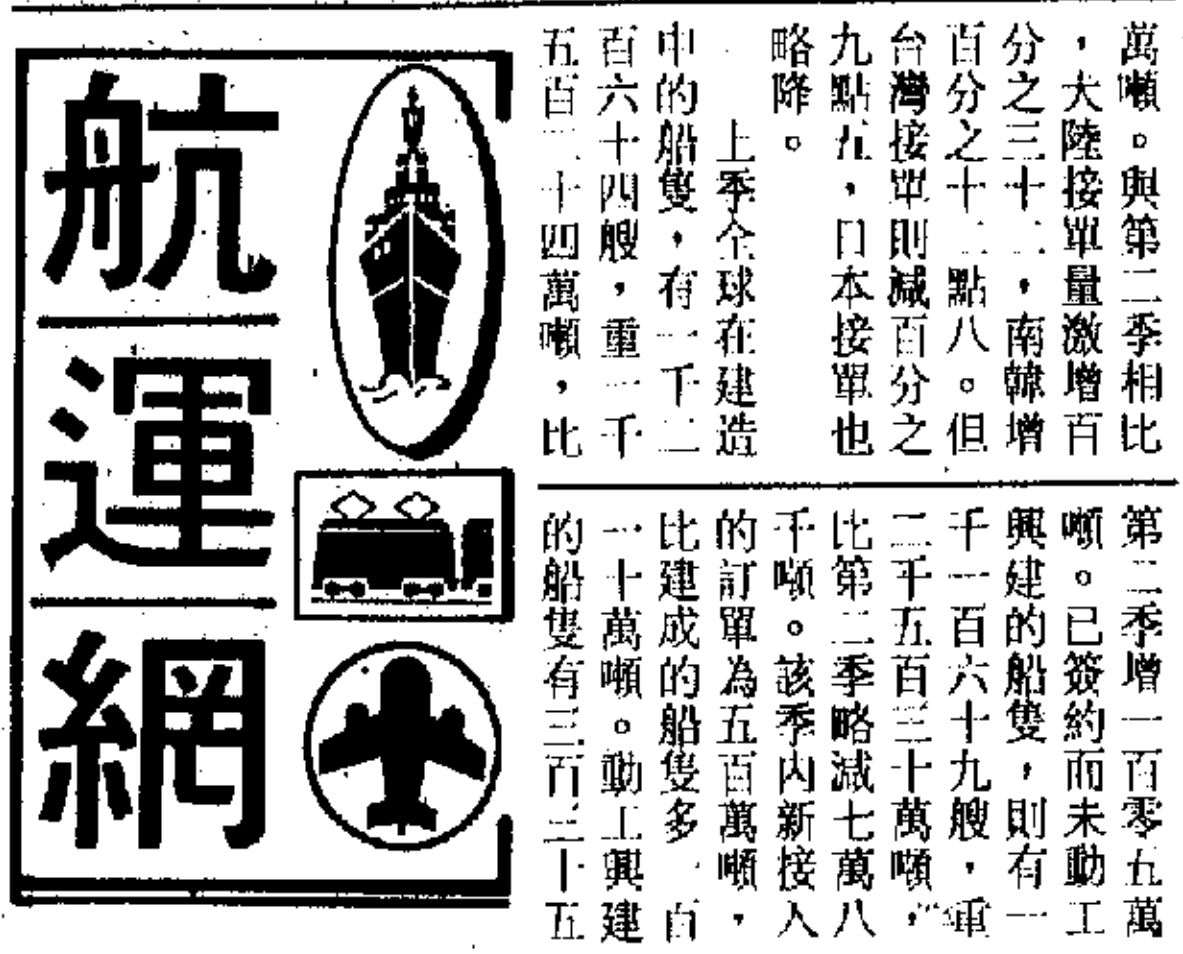 萬噸。與第二季相比
，大陸接單量激增百
分之三十二，南韓增
百分之十二點八。但
台灣接單則減百分之
九點五，日本接單也
略降。
上季全球在建造
中的船隻，有一千二
百六十四艘，重一千
五百二十四萬噸，比
第二季增一百零五萬
噸。已簽約而未動工
興建的船隻，則有一
千一百六十九艘，重
二千五百三十萬噸，
比第二季略減七萬八
千噸。該季內新接入
的訂單為五百萬噸，
比建成的船隻多一百
一十萬噸。動工興建
的船隻有三百三十五
航運網